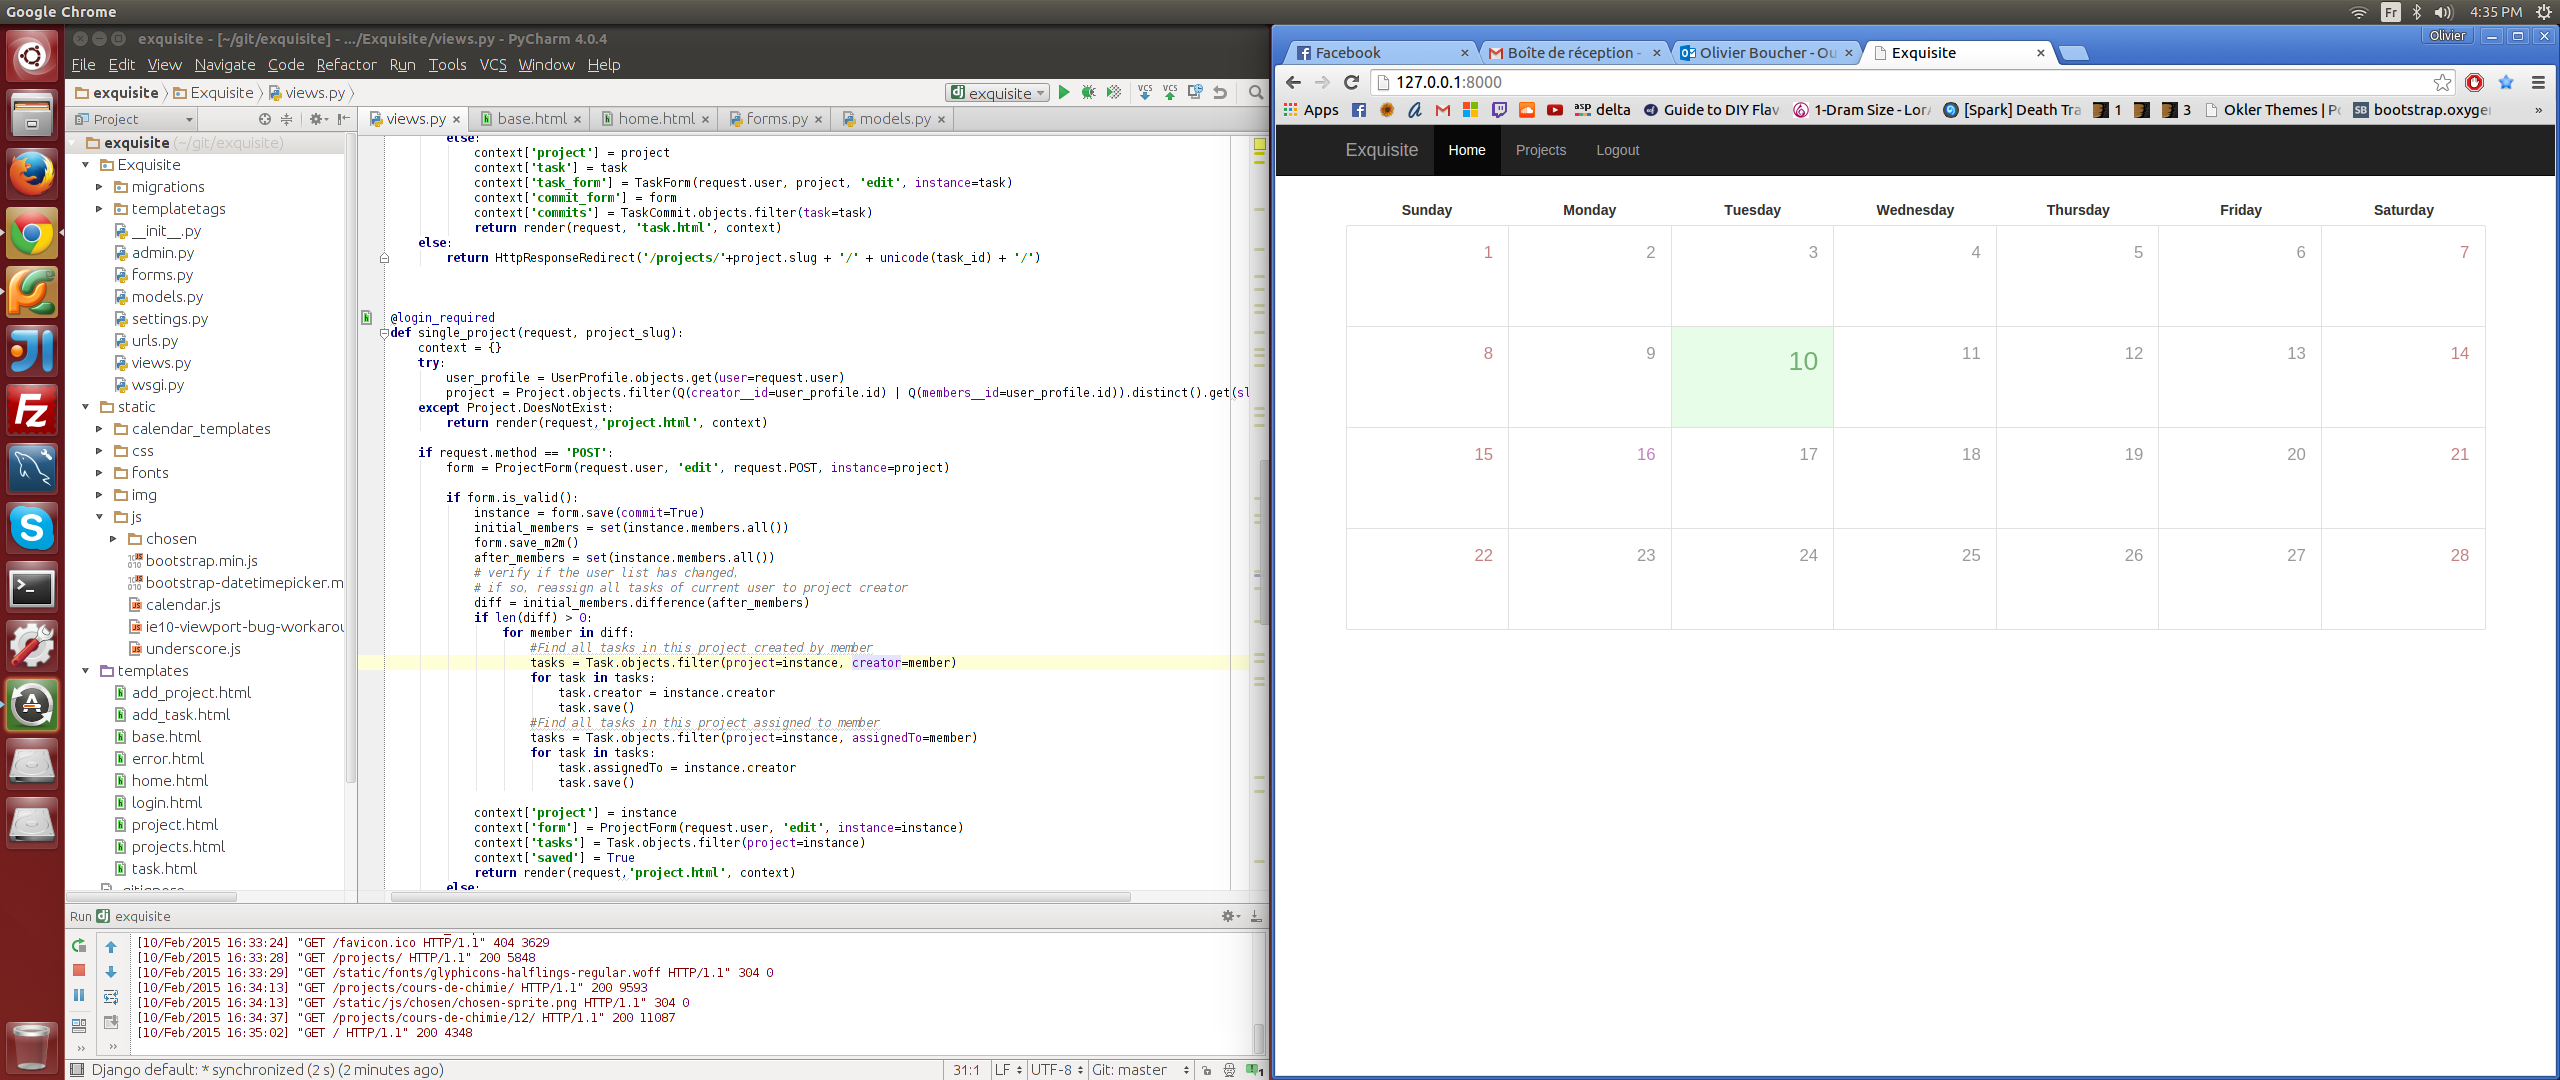 Google Chrome
Fr
4:35 PM
exquisite - [~/git/exquisite] - .../Exquisite/views.py - PyCharm 4.0.4
File Edit View Navigate Code Refactor Run Tools VCS Window Help
exquisite Exquisite views.py
exquisite
Project
views.py base.html home.html forms.py models.py
exquisite (~/git/exquisite)
Exquisite
migrations
templatetags
__init__.py
admin.py
forms.py
models.py
settings.py
urls.py
views.py
wsgi.py
static
calendar_templates
css
fonts
img
js
chosen
bootstrap.min.js
bootstrap-datetimepicker.m
calendar.js
ie10-viewport-bug-workarou
underscore.js
templates
add_project.html
add_task.html
base.html
error.html
home.html
login.html
project.html
projects.html
task.html
.gitignore
else:
context['project'] = project
context['task'] = task
context['task_form'] = TaskForm(request.user, project, 'edit', instance=task)
context['commit_form'] = form
context['commits'] = TaskCommit.objects.filter(task=task)
return render(request, 'task.html', context)
else:
return HttpResponseRedirect('/projects/'+project.slug + '/' + unicode(task_id) + '/')
@login_required
def single_project(request, project_slug):
context = {}
try:
user_profile = UserProfile.objects.get(user=request.user)
project = Project.objects.filter(Q(creator__id=user_profile.id) | Q(members__id=user_profile.id)).distinct().get(sl
except Project.DoesNotExist:
return render(request,'project.html', context)
if request.method == 'POST':
form = ProjectForm(request.user, 'edit', request.POST, instance=project)
if form.is_valid():
instance = form.save(commit=True)
initial_members = set(instance.members.all())
form.save_m2m()
after_members = set(instance.members.all())
# verify if the user list has changed,
# if so, reassign all tasks of current user to project creator
diff = initial_members.difference(after_members)
if len(diff) > 0:
for member in diff:
#Find all tasks in this project created by member
tasks = Task.objects.filter(project=instance, creator=member)
for task in tasks:
task.creator = instance.creator
task.save()
#Find all tasks in this project assigned to member
tasks = Task.objects.filter(project=instance, assignedTo=member)
for task in tasks:
task.assignedTo = instance.creator
task.save()
context['project'] = instance
context['form'] = ProjectForm(request.user, 'edit', instance=instance)
context['tasks'] = Task.objects.filter(project=instance)
context['saved'] = True
return render(request,'project.html', context)
else:
Run exquisite
[10/Feb/2015 16:33:24] "GET /favicon.ico HTTP/1.1" 404 3629
[10/Feb/2015 16:33:28] "GET /projects/ HTTP/1.1" 200 5848
[10/Feb/2015 16:33:29] "GET /static/fonts/glyphicons-halflings-regular.woff HTTP/1.1" 304 0
[10/Feb/2015 16:34:13] "GET /projects/cours-de-chimie/ HTTP/1.1" 200 9593
[10/Feb/2015 16:34:13] "GET /static/js/chosen/chosen-sprite.png HTTP/1.1" 304 0
[10/Feb/2015 16:34:37] "GET /projects/cours-de-chimie/12/ HTTP/1.1" 200 11087
[10/Feb/2015 16:35:02] "GET / HTTP/1.1" 200 4348
Django default: * synchronized (2 s) (2 minutes ago)
31:1 LF UTF-8 Git: master 1
Olivier
Facebook Boîte de réception - Olivier Boucher - Ou Exquisite
127.0.0.1:8000
Apps asp delta Guide to DIY Flav 1-Dram Size - Lor [Spark] Death Tra 1 3 Okler Themes | Po SB bootstrap.oxyge »
Exquisite Home Projects Logout
Sunday Monday Tuesday Wednesday Thursday Friday Saturday
1 2 3 4 5 6 7
8 9 10 11 12 13 14
15 16 17 18 19 20 21
22 23 24 25 26 27 28